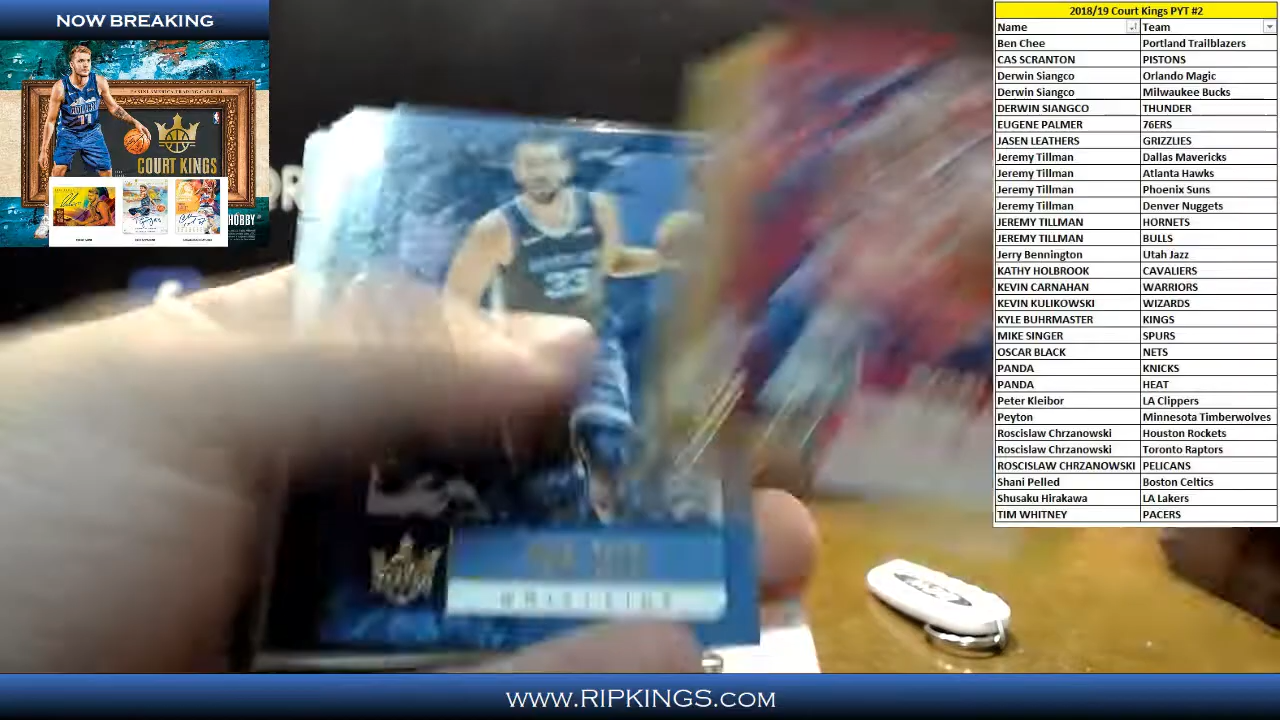 NOW BREAKING
COURT KINGS
HOBBY
33
2018/19 Court Kings PYT #2
Name Team
Ben Chee Portland Trailblazers
CAS SCRANTON PISTONS
Derwin Siangco Orlando Magic
Derwin Siangco Milwaukee Bucks
DERWIN SIANGCO THUNDER
EUGENE PALMER 76ERS
JASEN LEATHERS GRIZZLIES
Jeremy Tillman Dallas Mavericks
Jeremy Tillman Atlanta Hawks
Jeremy Tillman Phoenix Suns
Jeremy Tillman Denver Nuggets
JEREMY TILLMAN HORNETS
JEREMY TILLMAN BULLS
Jerry Bennington Utah Jazz
KATHY HOLBROOK CAVALIERS
KEVIN CARNAHAN WARRIORS
KEVIN KULIKOWSKI WIZARDS
KYLE BUHRMASTER KINGS
MIKE SINGER SPURS
OSCAR BLACK NETS
PANDA KNICKS
PANDA HEAT
Peter Kleibor LA Clippers
Peyton Minnesota Timberwolves
Roscislaw Chrzanowski Houston Rockets
Roscislaw Chrzanowski Toronto Raptors
ROSCISLAW CHRZANOWSKI PELICANS
Shani Pelled Boston Celtics
Shusaku Hirakawa LA Lakers
TIM WHITNEY PACERS
WWW.RIPKINGS.COM